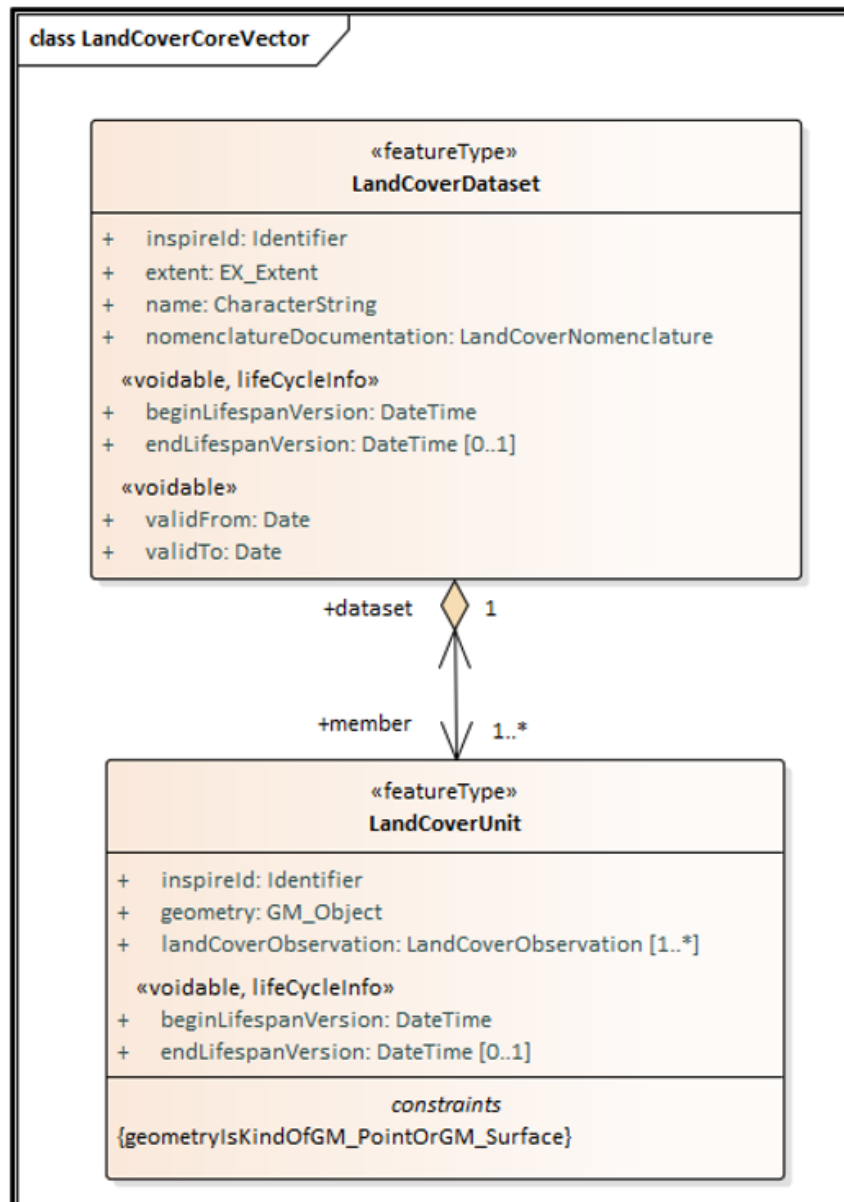 class LandCoverCoreVector
«featureType»
LandCoverDataset
+ inspireId: Identifier
+ extent: EX_Extent
+ name: CharacterString
+ nomenclatureDocumentation: LandCoverNomenclature
«voidable, lifeCycleInfo»
+ beginLifespanVersion: DateTime
+ endLifespanVersion: DateTime [0..1]
«voidable»
+ validFrom: Date
+ validTo: Date
+dataset 1
+member 1..*
«featureType»
LandCoverUnit
+ inspireId: Identifier
+ geometry: GM_Object
+ landCoverObservation: LandCoverObservation [1..*]
«voidable, lifeCycleInfo»
+ beginLifespanVersion: DateTime
+ endLifespanVersion: DateTime [0..1]
constraints
{geometryIsKindOfGM_PointOrGM_Surface}